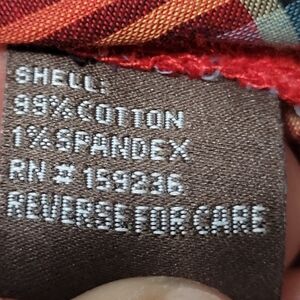 SHELL:
99% COTTON
1% SPANDEX
RN # 159236
REVERSE FOR CARE